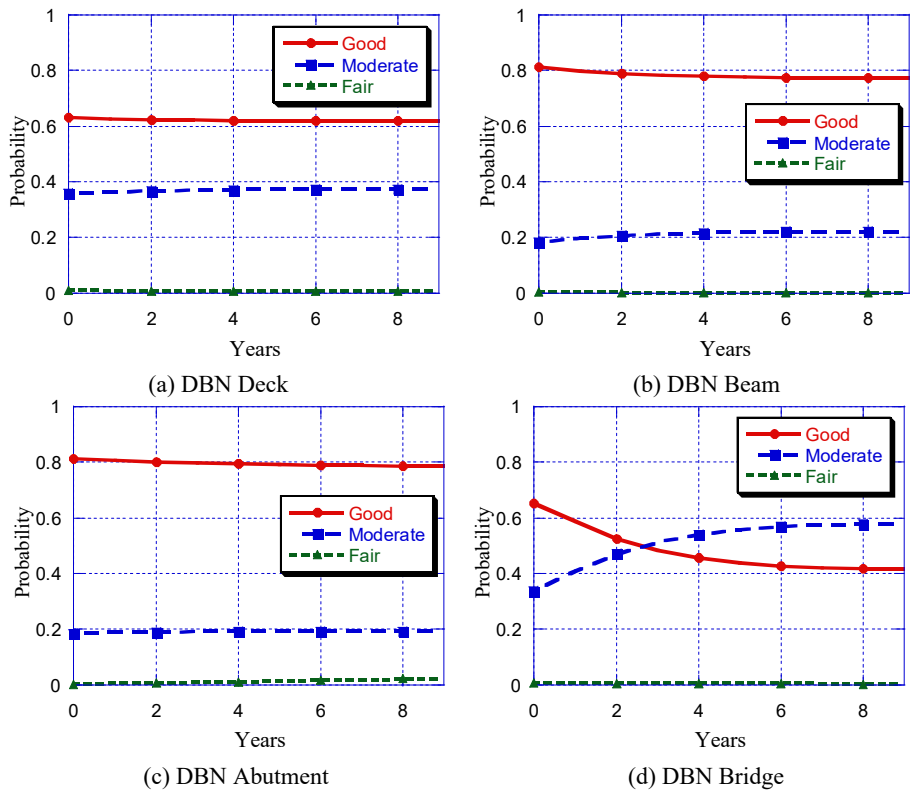 1
0.8
0.6
0.4
0.2
0
Probability
Good
Moderate
Fair
0 2 4 6 8
Years
(a) DBN Deck
1
0.8
0.6
0.4
0.2
0
Probability
Good
Moderate
Fair
0 2 4 6 8
Years
(b) DBN Beam
1
0.8
0.6
0.4
0.2
0
Probability
Good
Moderate
Fair
0 2 4 6 8
Years
(c) DBN Abutment
1
0.8
0.6
0.4
0.2
0
Probability
Good
Moderate
Fair
0 2 4 6 8
Years
(d) DBN Bridge